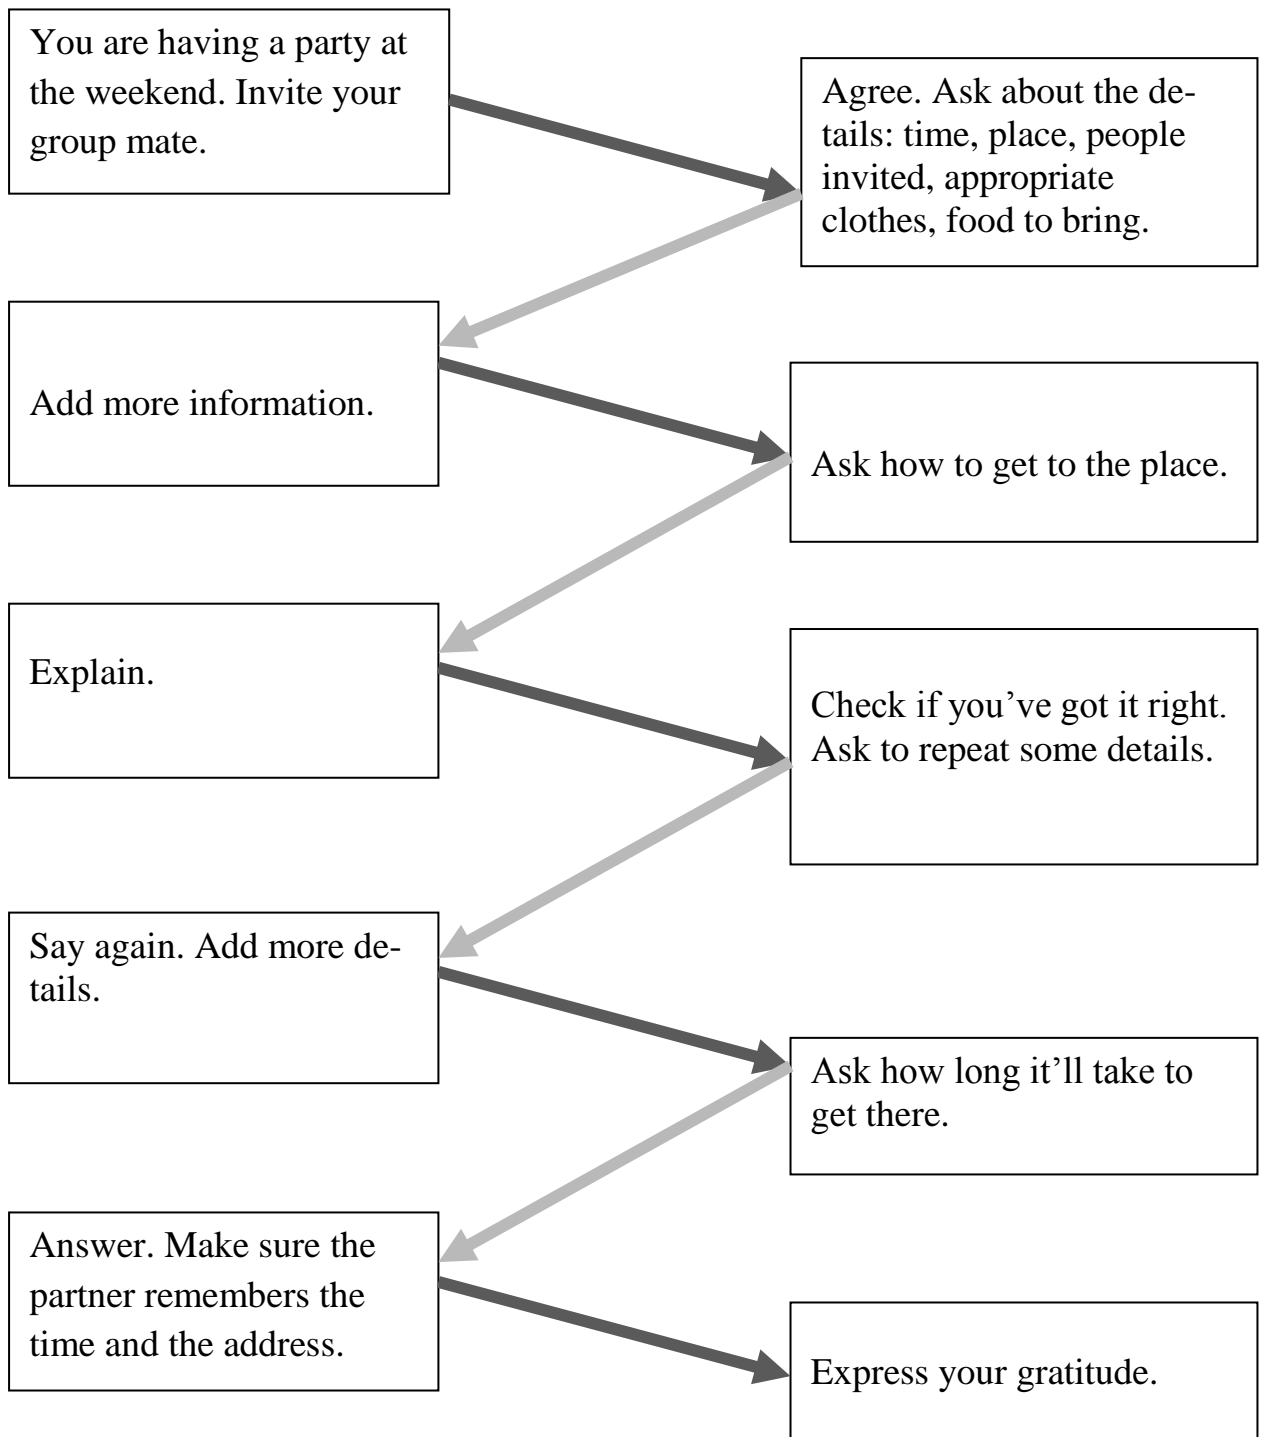 You are having a party at
the weekend. Invite your
group mate.
Agree. Ask about the de-
tails: time, place, people
invited, appropriate
clothes, food to bring.
Add more information.
Ask how to get to the place.
Explain.
Check if you’ve got it right.
Ask to repeat some details.
Say again. Add more de-
tails.
Ask how long it’ll take to
get there.
Answer. Make sure the
partner remembers the
time and the address.
Express your gratitude.